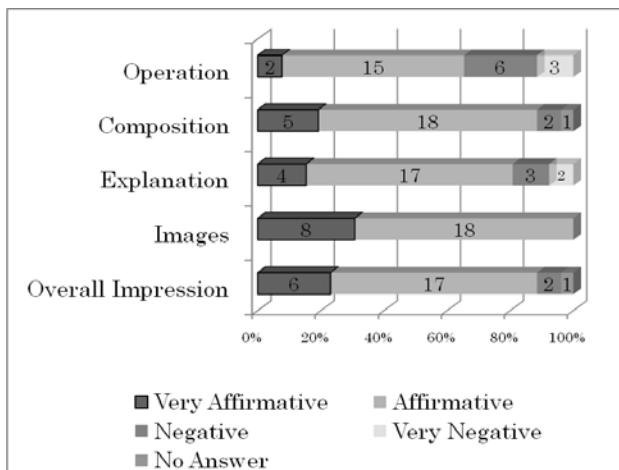 Operation 2 15 6 3
Composition 5 18 2 1
Explanation 4 17 3 2
Images 8 18
Overall Impression 6 17 2 1
0% 20% 40% 60% 80% 100%
Very Affirmative Affirmative
Negative Very Negative
No Answer